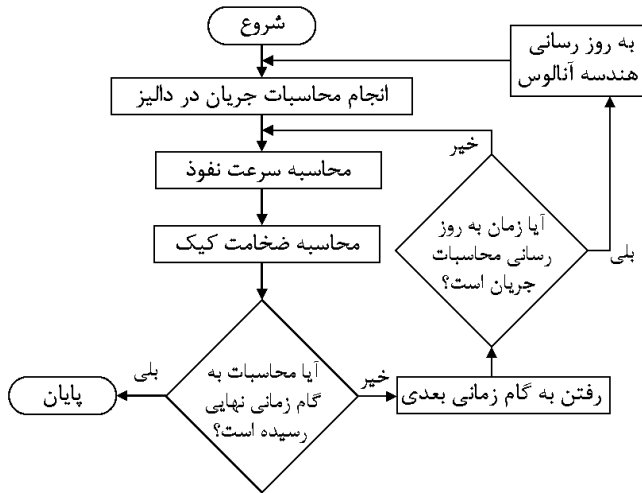 شروع
به روز رسانی
هندسه آنالوس
انجام محاسبات جریان در دالیز
خیر
محاسبه سرعت نفوذ
آیا زمان به روز
رسانی محاسبات
جریان است؟
بلی
محاسبه ضخامت کیک
آیا محاسبات به
گام زمانی نهایی
رسیده است؟
بلی
خیر
پایان
رفتن به گام زمانی بعدی